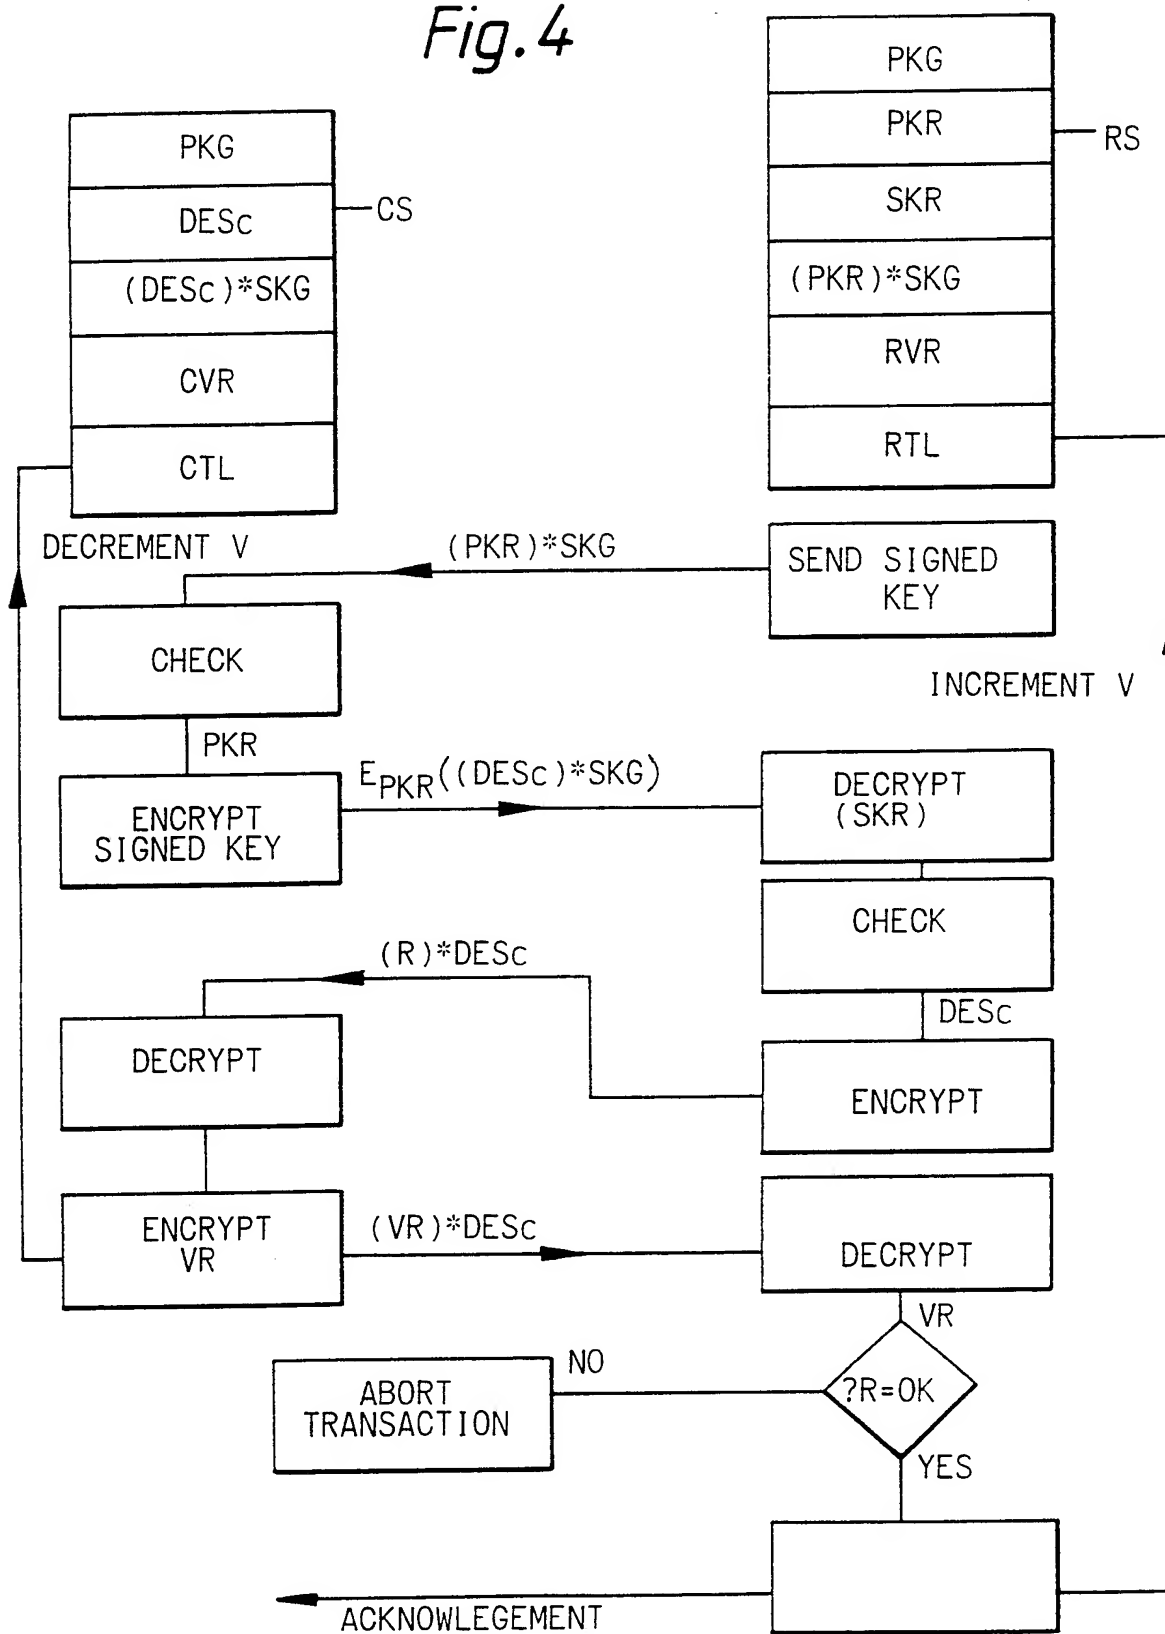 Fig.4
PKG
DESc
CS
(DESc)*SKG
CVR
CTL
PKG
PKR
RS
SKR
(PKR)*SKG
RVR
RTL
DECREMENT V
(PKR)*SKG
SEND SIGNED
KEY
CHECK
INCREMENT V
PKR
ENCRYPT
SIGNED KEY
EPKR((DESc)*SKG)
DECRYPT
(SKR)
CHECK
DESc
(R)*DESc
DECRYPT
ENCRYPT
ENCRYPT
VR
(VR)*DESc
DECRYPT
VR
?R=OK
NO
ABORT
TRANSACTION
YES
ACKNOWLEGEMENT